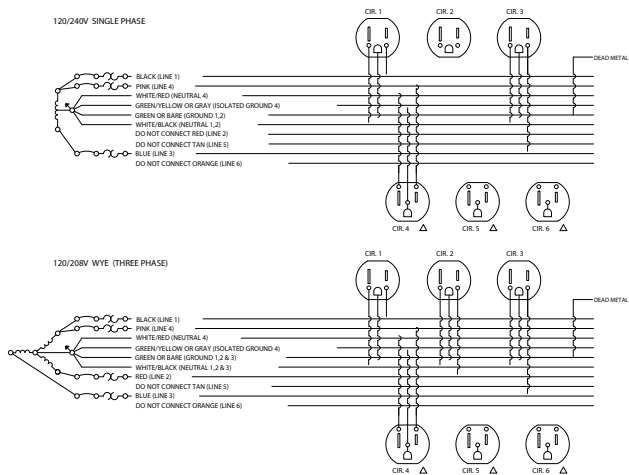 120/240V SINGLE PHASE
CIR. 1
CIR. 2
CIR. 3
DEAD METAL
BLACK (LINE 1)
PINK (LINE 4)
WHITE/RED (NEUTRAL 4)
GREEN/YELLOW OR GRAY (ISOLATED GROUND 4)
GREEN OR BARE (GROUND 1,2)
WHITE/BLACK (NEUTRAL 1,2)
DO NOT CONNECT RED (LINE 2)
DO NOT CONNECT TAN (LINE 5)
BLUE (LINE 3)
DO NOT CONNECT ORANGE (LINE 6)
CIR. 4
CIR. 5
CIR. 6
120/208V WYE (THREE PHASE)
CIR. 1
CIR. 2
CIR. 3
DEAD METAL
BLACK (LINE 1)
PINK (LINE 4)
WHITE/RED (NEUTRAL 4)
GREEN/YELLOW OR GRAY (ISOLATED GROUND 4)
GREEN OR BARE (GROUND 1,2 & 3)
WHITE/BLACK (NEUTRAL 1,2 & 3)
RED (LINE 2)
DO NOT CONNECT TAN (LINE 5)
BLUE (LINE 3)
DO NOT CONNECT ORANGE (LINE 6)
CIR. 4
CIR. 5
CIR. 6